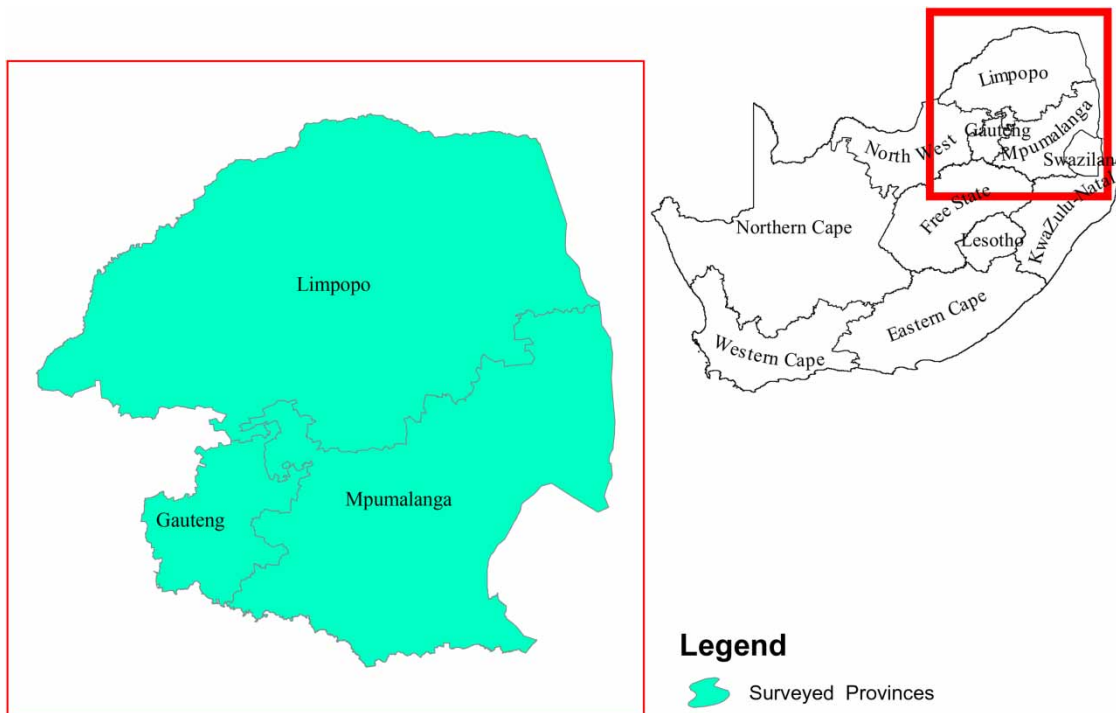 Limpopo
Mpumalanga
Gauteng
Limpopo
Gauteng
Mpumalanga
North West
Swazilan
Free State
KwaZulu-Natal
Northern Cape
Lesotho
Eastern Cape
Western Cape
Legend
Surveyed Provinces